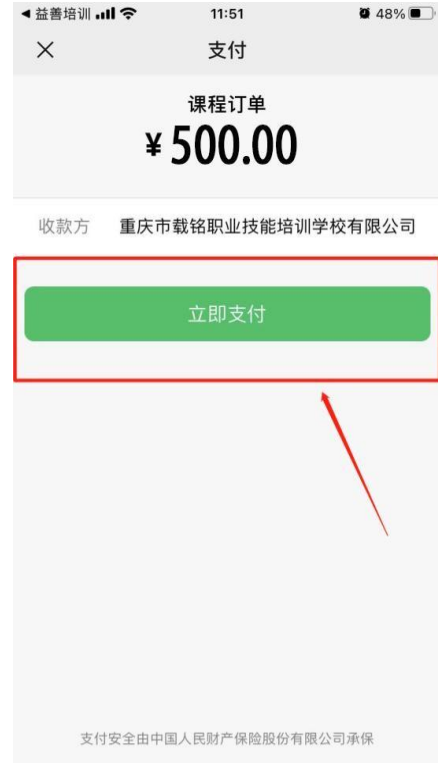 益善培训 11:51 48%
支付
课程订单
¥500.00
收款方 重庆市载铭职业技能培训学校有限公司
立即支付
支付安全由中国人民财产保险股份有限公司承保